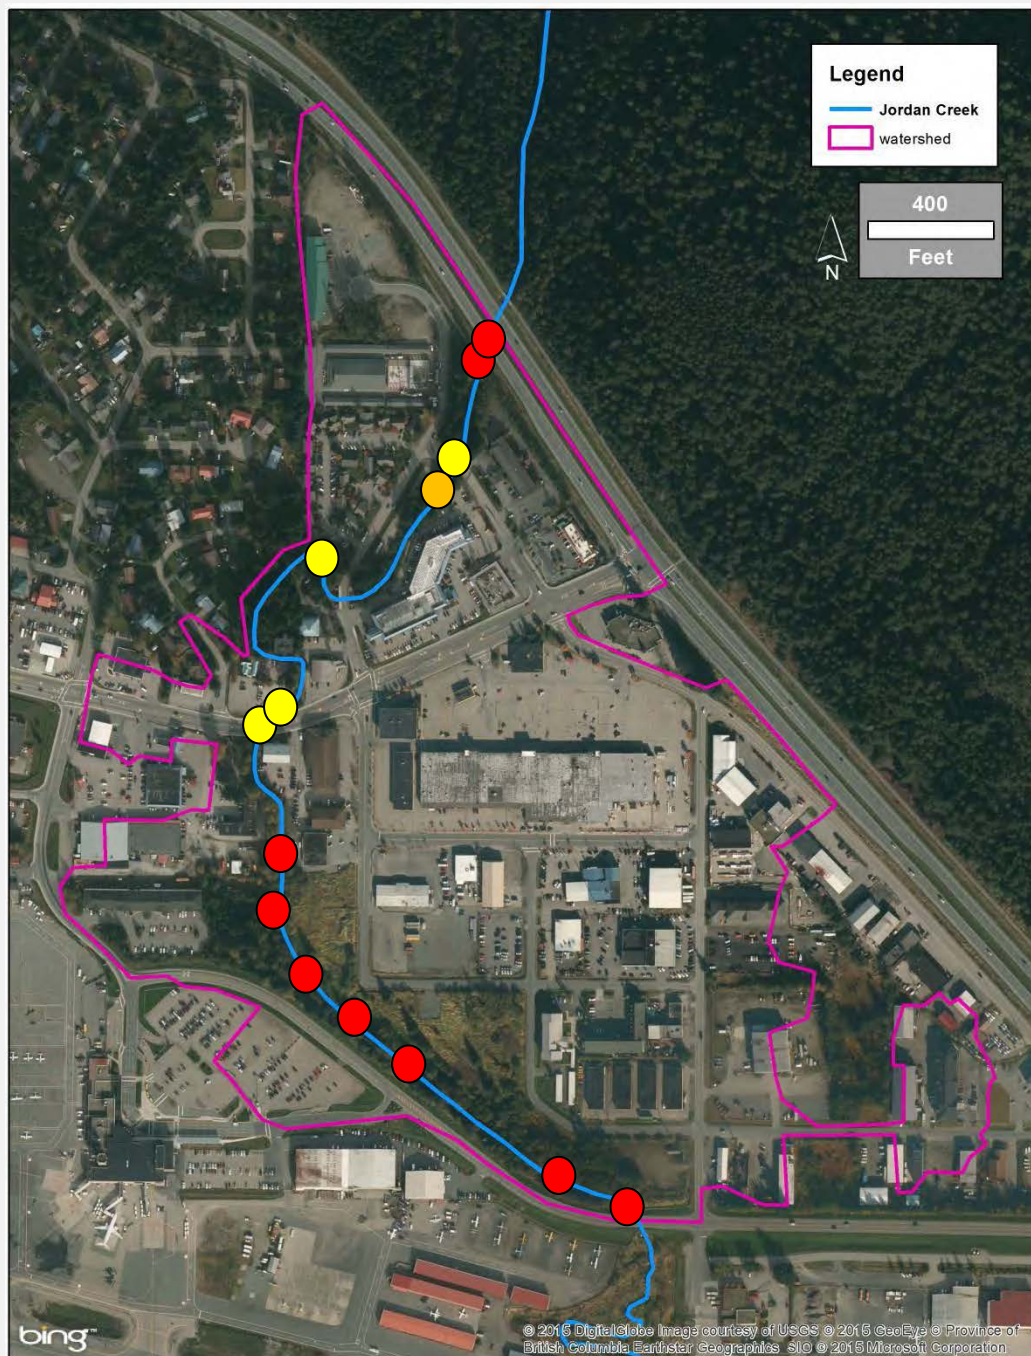 Legend
Jordan Creek
watershed
400
Feet
N
bing™
© 2015 DigitalGlobe Image courtesy of USGS © 2015 GeoEye © Province of
British Columbia Earthstar Geographics SIO © 2015 Microsoft Corporation